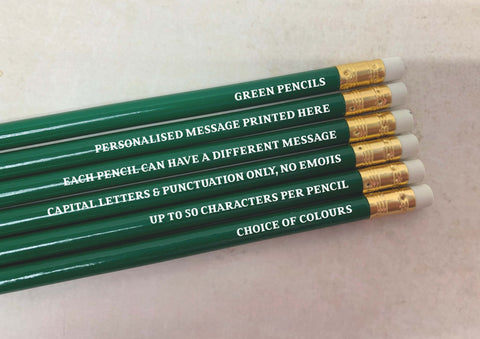 GREEN PENCILS
PERSONALISED MESSAGE PRINTED HERE
EACH PENCIL CAN HAVE A DIFFERENT MESSAGE
CAPITAL LETTERS & PUNCTUATION ONLY, NO EMOJIS
UP TO 50 CHARACTERS PER PENCIL
CHOICE OF COLOURS